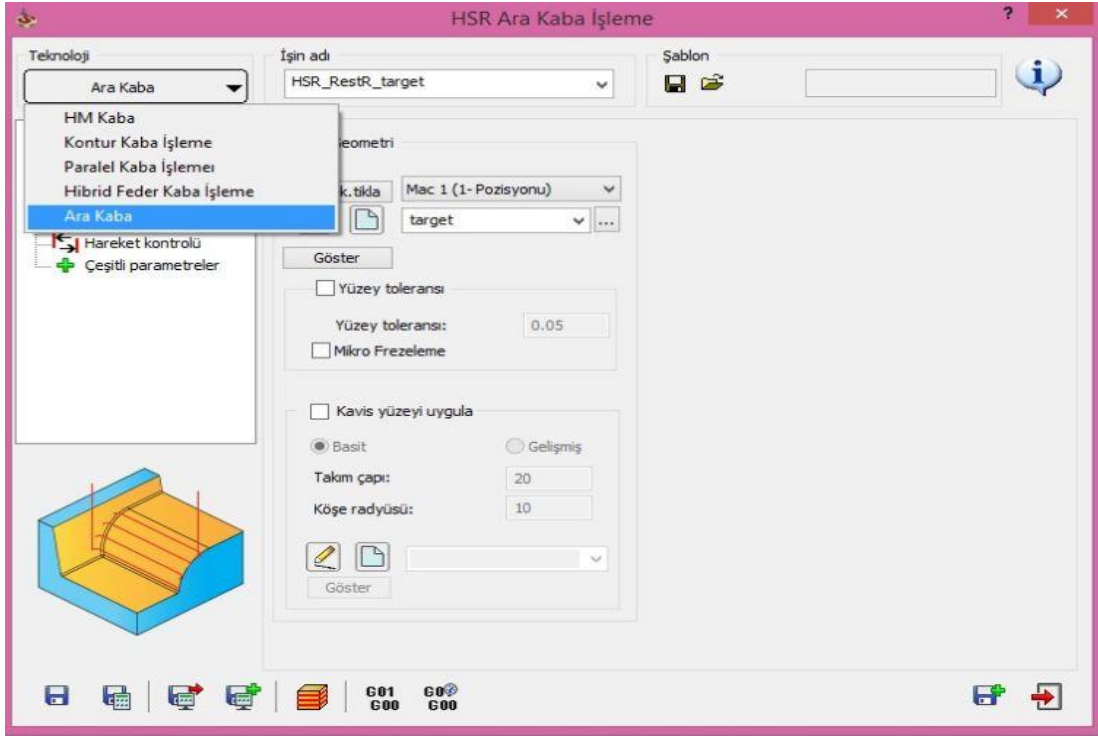 HSR Ara Kaba İşleme
?
Teknoloji
İşin adı
Şablon
Ara Kaba
HSR_RestR_target
HM Kaba
Kontur Kaba İşleme
Paralel Kaba İşlemeı
Hibrid Feder Kaba İşleme
Ara Kaba
Hareket kontrolü
Çeşitli parametreler
eometri
k.tıkla
Mac 1 (1- Pozisyonu)
target
...
Göster
Yüzey toleransı
Yüzey toleransı:
0.05
Mikro Frezeleme
Kavis yüzeyi uygula
Basit
Gelişmiş
Takım çapı:
20
Köşe radyüsü:
10
Göster
G01
G00
G0
G00